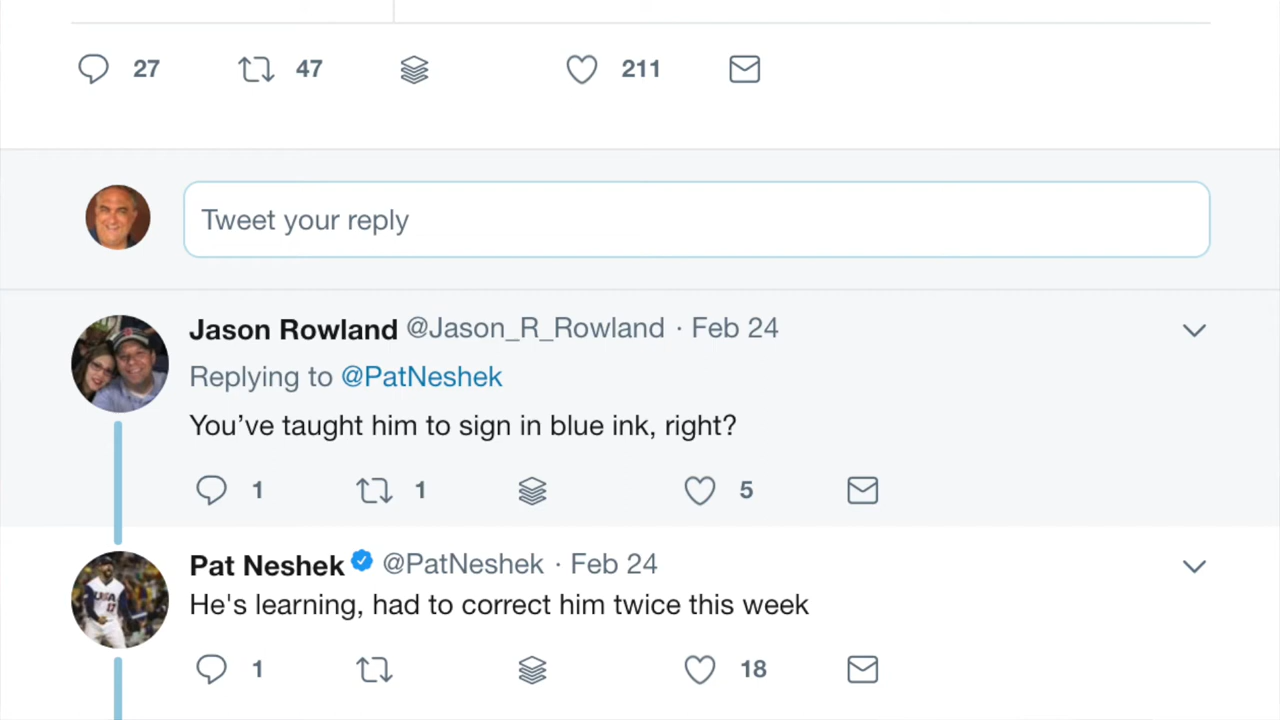 27 47 211
Tweet your reply
Jason Rowland @Jason_R_Rowland · Feb 24
Replying to @PatNeshek
You’ve taught him to sign in blue ink, right?
1 1 5
Pat Neshek @PatNeshek · Feb 24
He's learning, had to correct him twice this week
1 18